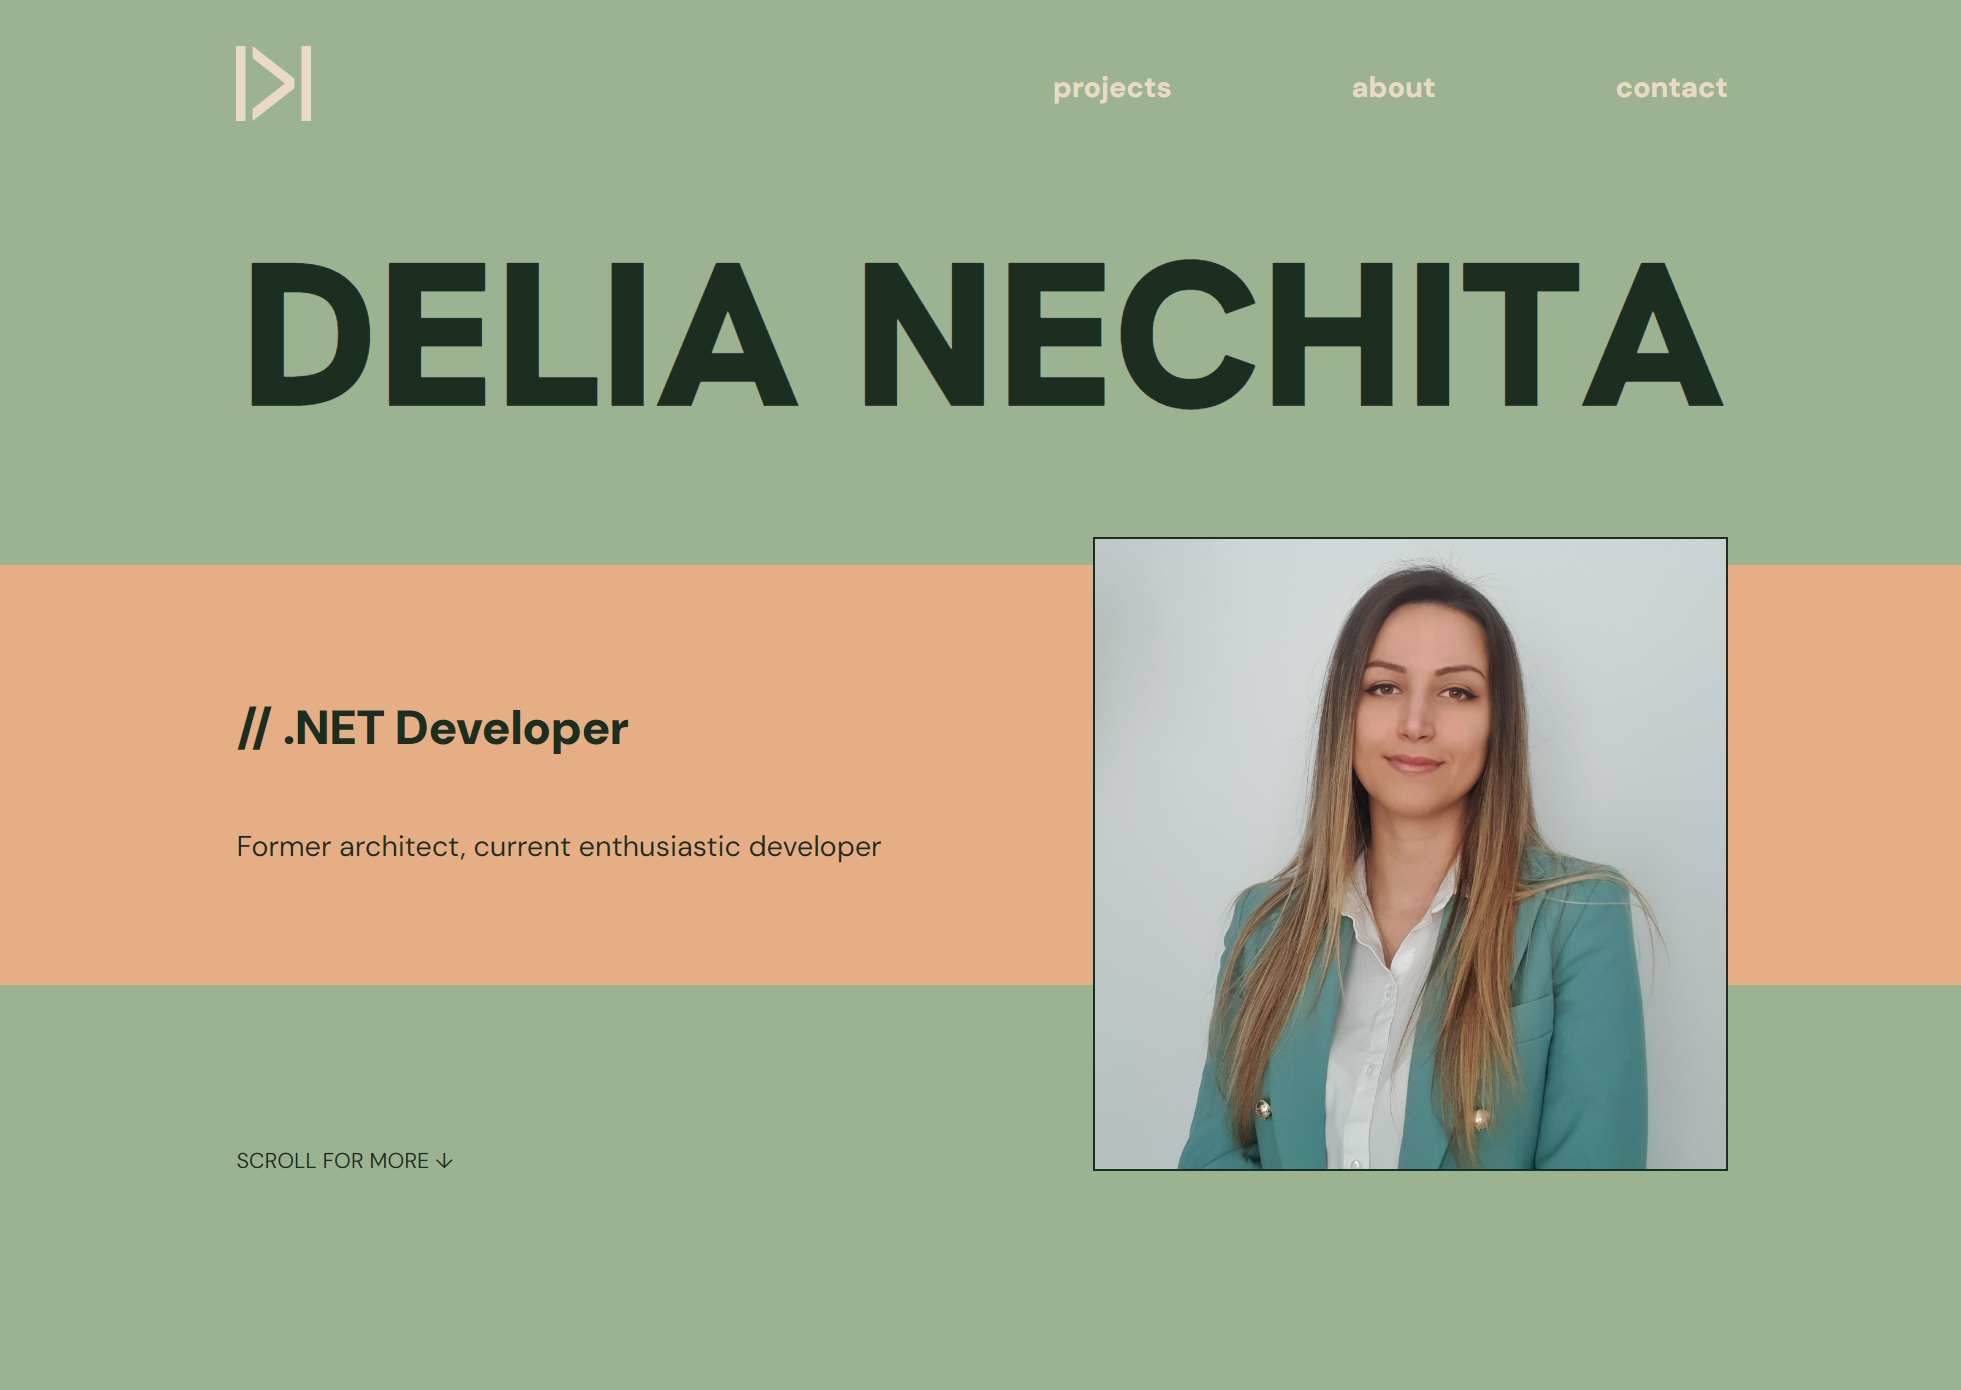 projects about contact
DELIA NECHITA
// .NET Developer
Former architect, current enthusiastic developer
SCROLL FOR MORE ↓